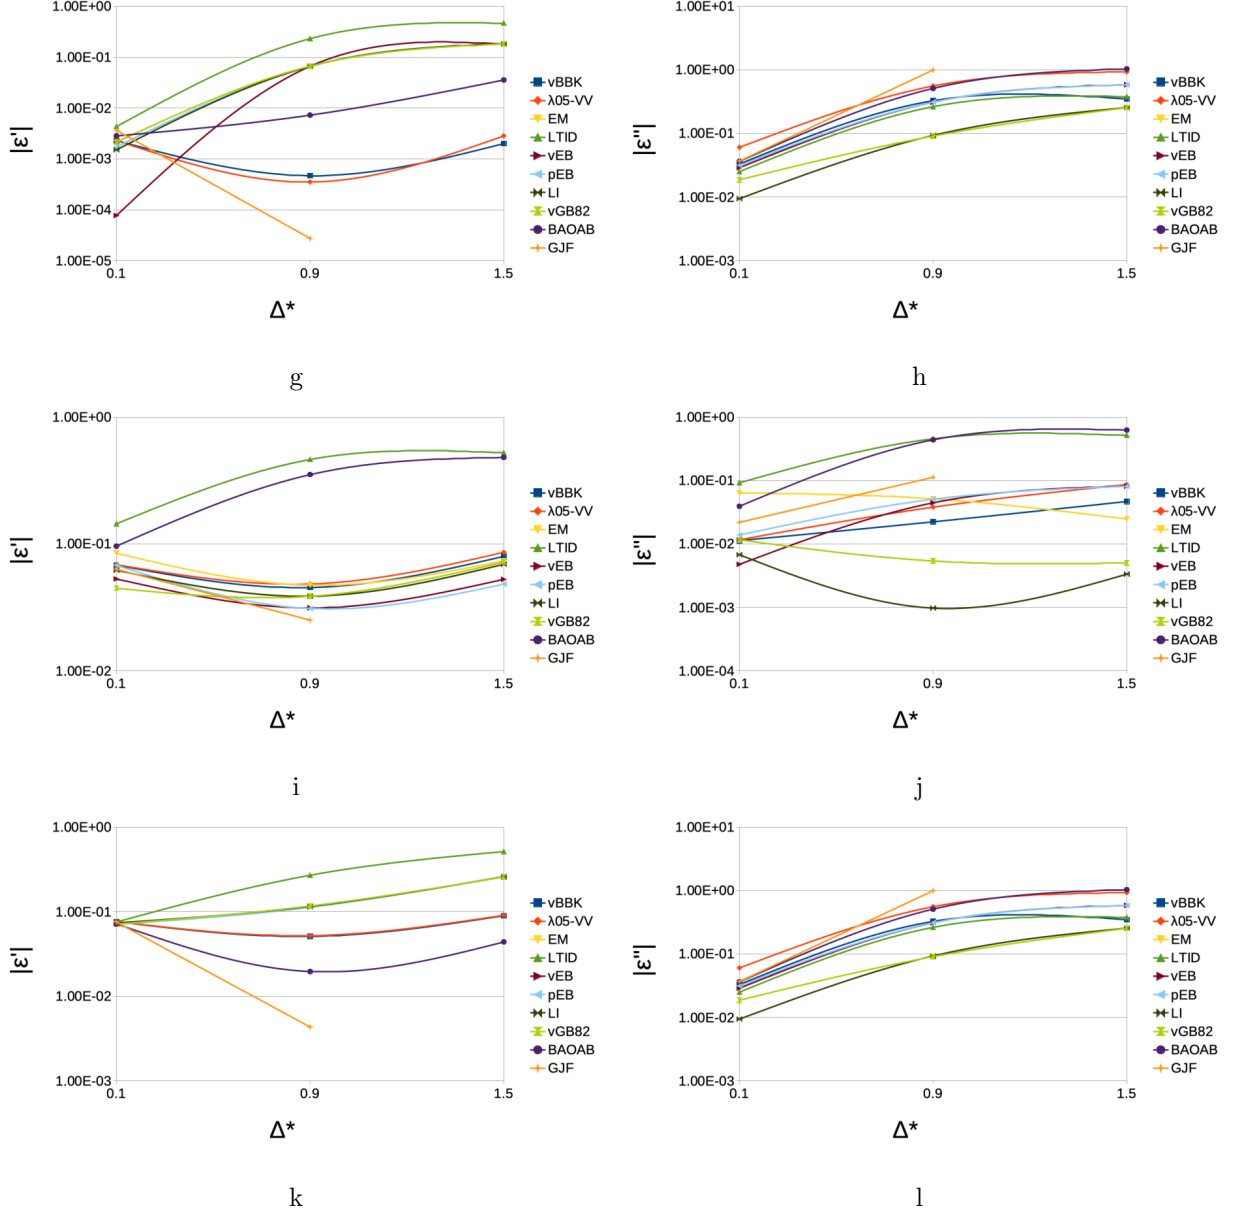 1.00E+00
1.00E-01
1.00E-02
1.00E-03
1.00E-04
1.00E-05
|ε'|
0.1 0.9 1.5
Δ*
vBBK
λ05-VV
EM
LTID
vEB
pEB
LI
vGB82
BAOAB
GJF
g
1.00E+01
1.00E+00
1.00E-01
1.00E-02
1.00E-03
|ε''|
0.1 0.9 1.5
Δ*
vBBK
λ05-VV
EM
LTID
vEB
pEB
LI
vGB82
BAOAB
GJF
h
1.00E+00
1.00E-01
1.00E-02
|ε'|
0.1 0.9 1.5
Δ*
vBBK
λ05-VV
EM
LTID
vEB
pEB
LI
vGB82
BAOAB
GJF
i
1.00E+00
1.00E-01
1.00E-02
1.00E-03
1.00E-04
|ε''|
0.1 0.9 1.5
Δ*
vBBK
λ05-VV
EM
LTID
vEB
pEB
LI
vGB82
BAOAB
GJF
j
1.00E+00
1.00E-01
1.00E-02
1.00E-03
|ε'|
0.1 0.9 1.5
Δ*
vBBK
λ05-VV
EM
LTID
vEB
pEB
LI
vGB82
BAOAB
GJF
k
1.00E+01
1.00E+00
1.00E-01
1.00E-02
1.00E-03
|ε''|
0.1 0.9 1.5
Δ*
vBBK
λ05-VV
EM
LTID
vEB
pEB
LI
vGB82
BAOAB
GJF
l